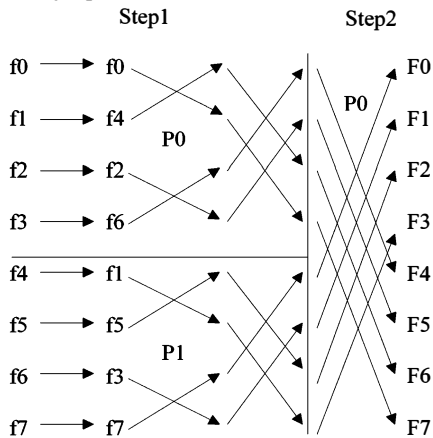 Step1 Step2
f0 f0 F0
P0
f1 f4 F1
P0
f2 f2 F2
f3 f6 F3
f4 f1 F4
f5 f5 F5
P1
f6 f3 F6
f7 f7 F7